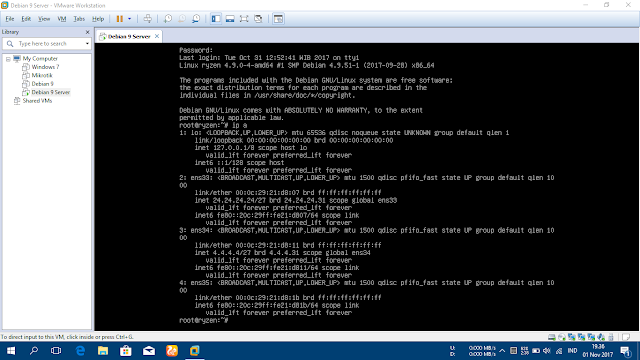 Debian 9 Server - VMware Workstation
File Edit View VM Tabs Help
Library
Type here to search
My Computer
Windows 7
Mikrotik
Debian 9
Debian 9 Server
Shared VMs
Debian 9 Server
Password:
Last login: Tue Oct 31 12:52:41 WIB 2017 on tty1
Linux ryzen 4.9.0-4-amd64 #1 SMP Debian 4.9.51-1 (2017-09-28) x86_64
The programs included with the Debian GNU/Linux system are free software;
the exact distribution terms for each program are described in the
individual files in /usr/share/doc/*/copyright.
Debian GNU/Linux comes with ABSOLUTELY NO WARRANTY, to the extent
permitted by applicable law.
root@ryzen:~# ip a
1: lo: <LOOPBACK,UP,LOWER_UP> mtu 65536 qdisc noqueue state UNKNOWN group default qlen 1
link/loopback 00:00:00:00:00:00 brd 00:00:00:00:00:00
inet 127.0.0.1/8 scope host lo
valid_lft forever preferred_lft forever
inet6 ::1/128 scope host
valid_lft forever preferred_lft forever
2: ens33: <BROADCAST,MULTICAST,UP,LOWER_UP> mtu 1500 qdisc pfifo_fast state UP group default qlen 10
00
link/ether 00:0c:29:21:d8:07 brd ff:ff:ff:ff:ff:ff
inet 24.24.24.24/27 brd 24.24.24.31 scope global ens33
valid_lft forever preferred_lft forever
inet6 fe80::20c:29ff:fe21:d807/64 scope link
valid_lft forever preferred_lft forever
3: ens34: <BROADCAST,MULTICAST,UP,LOWER_UP> mtu 1500 qdisc pfifo_fast state UP group default qlen 10
00
link/ether 00:0c:29:21:d8:11 brd ff:ff:ff:ff:ff:ff
inet 4.4.4.4/27 brd 4.4.4.31 scope global ens34
valid_lft forever preferred_lft forever
inet6 fe80::20c:29ff:fe21:d811/64 scope link
valid_lft forever preferred_lft forever
4: ens35: <BROADCAST,MULTICAST,UP,LOWER_UP> mtu 1500 qdisc pfifo_fast state UP group default qlen 10
00
link/ether 00:0c:29:21:d8:1b brd ff:ff:ff:ff:ff:ff
inet6 fe80::20c:29ff:fe21:d81b/64 scope link
valid_lft forever preferred_lft forever
root@ryzen:~#
To direct input to this VM, click inside or press Ctrl+G.
U: 0.000 MB/s
D: 0.000 MB/s
IND
19.36
01 Nov 2017